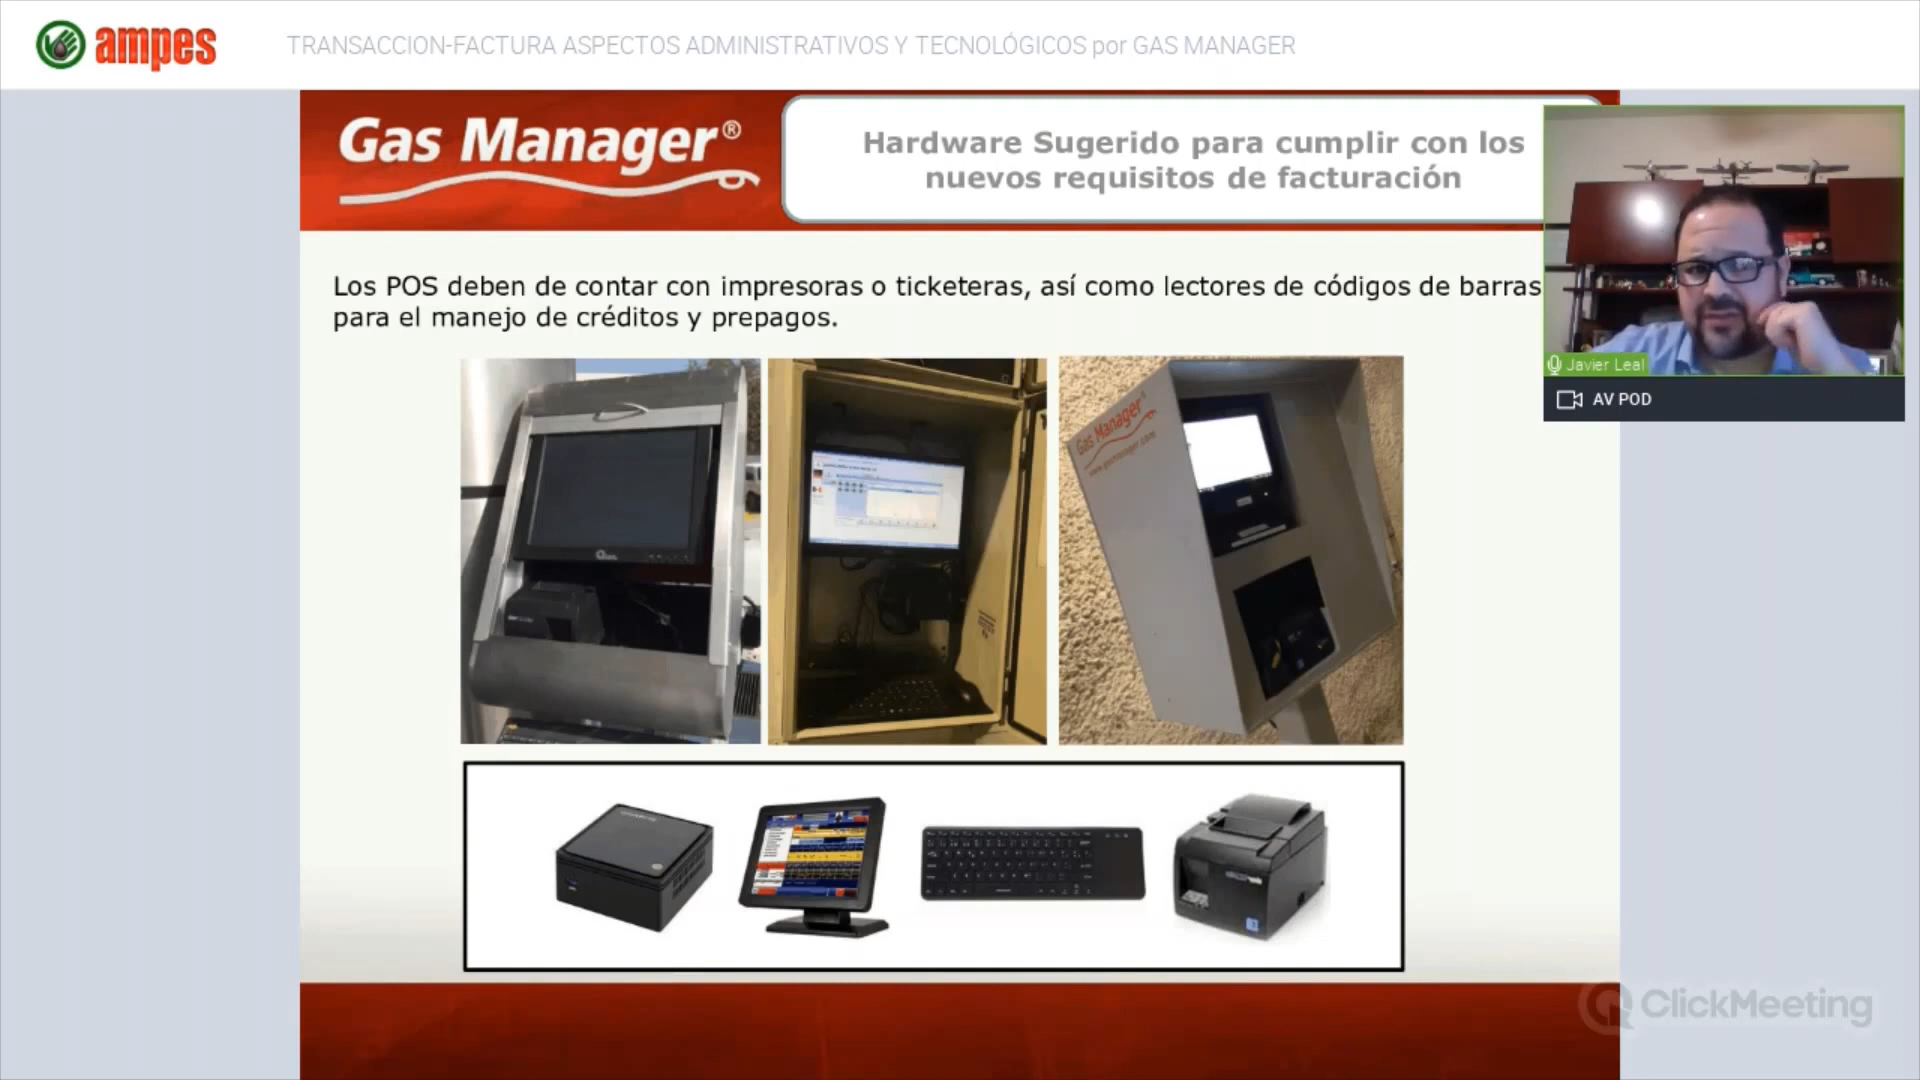 ampes
TRANSACCION-FACTURA ASPECTOS ADMINISTRATIVOS Y TECNOLÓGICOS por GAS MANAGER
Gas Manager®
Hardware Sugerido para cumplir con los
nuevos requisitos de facturación
Javier Leal
AV POD
Los POS deben de contar con impresoras o ticketeras, así como lectores de códigos de barras
para el manejo de créditos y prepagos.
Gas Manager
www.gasmanager.com
ClickMeeting